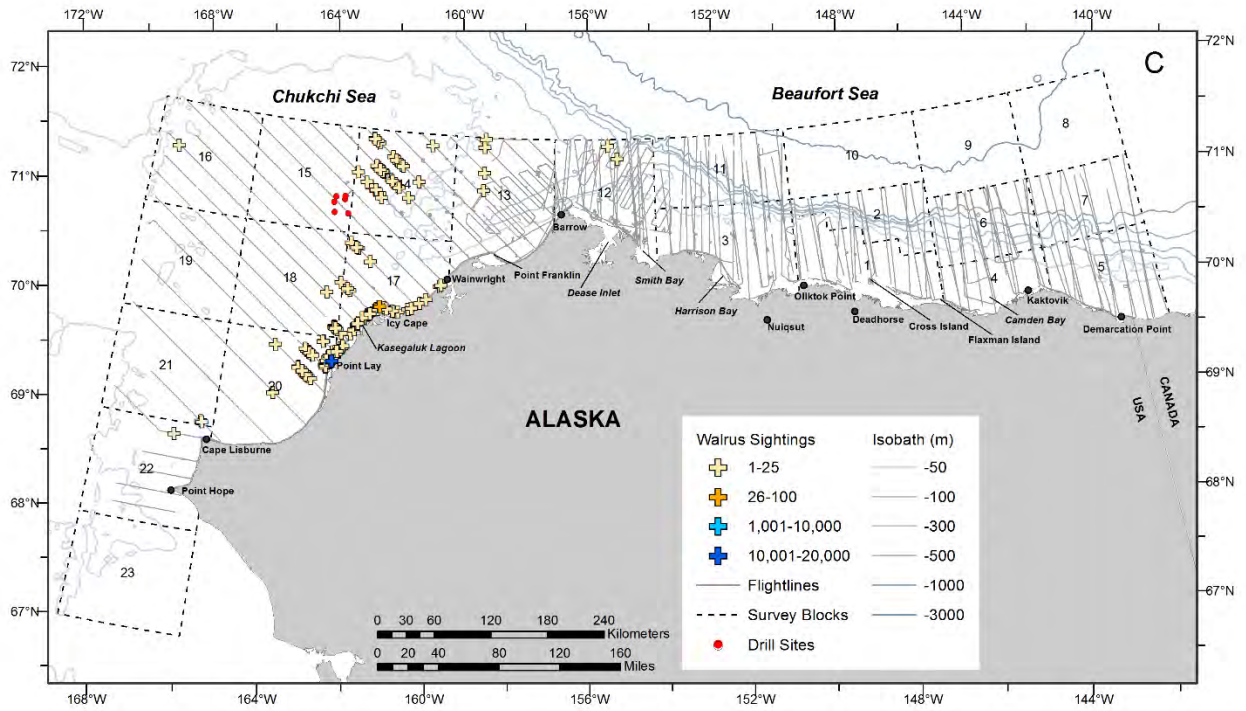 172°W 168°W 164°W 160°W 156°W 152°W 148°W 144°W 140°W
72°N 72°N
C
Chukchi Sea
Beaufort Sea
8
9
10
16
15
14
13
12
11
71°N 71°N
7
6
2
3
1
4
5
Barrow
19
18
17
Wainwright
Point Franklin
Dease Inlet
Smith Bay
Harrison Bay
Oliktok Point
Nuiqsut
Deadhorse
Cross Island
Flaxman Island
Camden Bay
Kaktovik
Demarcation Point
70°N 70°N
Icy Cape
Kasegaluk Lagoon
Point Lay
21
20
69°N 69°N
CANADA
USA
ALASKA
Cape Lisburne
22
Point Hope
68°N 68°N
23
67°N 67°N
Walrus Sightings
1-25
26-100
1,001-10,000
10,001-20,000
Flightlines
Survey Blocks
Drill Sites
Isobath (m)
-50
-100
-300
-500
-1000
-3000
0 30 60 120 180 240
Kilometers
0 20 40 80 120 160
Miles
168°W 164°W 160°W 156°W 152°W 148°W 144°W